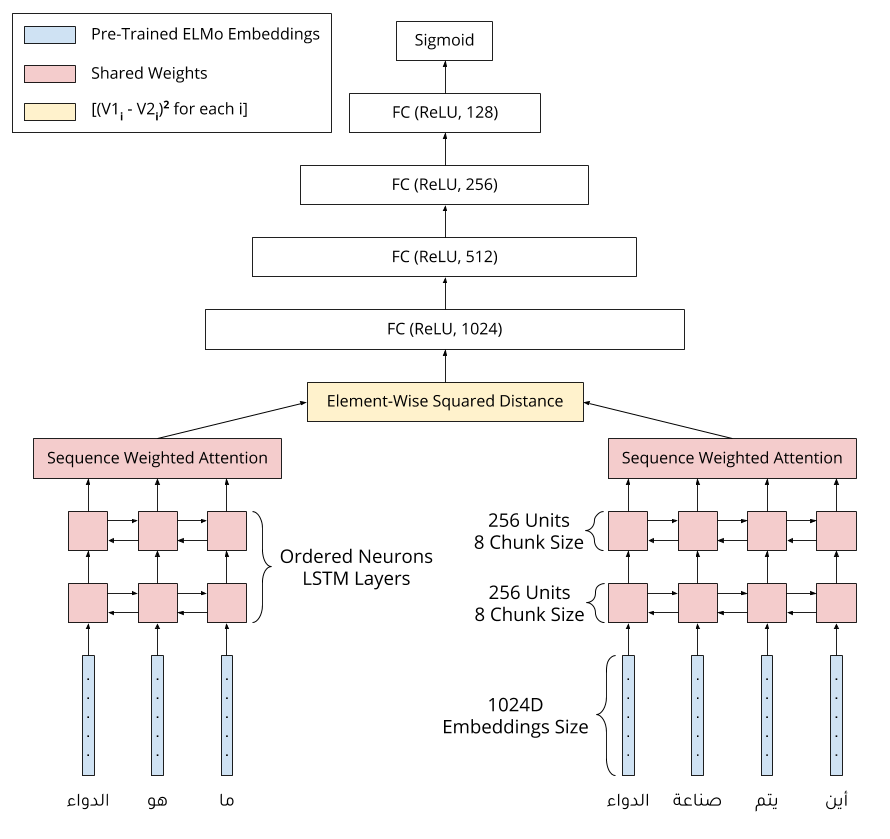 Pre-Trained ELMo Embeddings
Shared Weights
[(V1i - V2i)² for each i]
Sigmoid
FC (ReLU, 128)
FC (ReLU, 256)
FC (ReLU, 512)
FC (ReLU, 1024)
Element-Wise Squared Distance
Sequence Weighted Attention
Sequence Weighted Attention
Ordered Neurons
LSTM Layers
256 Units
8 Chunk Size
256 Units
8 Chunk Size
1024D
Embeddings Size
ما هو الدواء
أين يتم صناعة الدواء